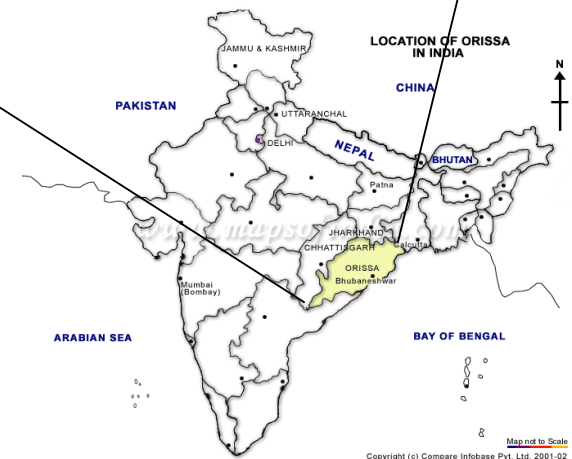 LOCATION OF ORISSA
IN INDIA
N
JAMMU & KASHMIR
CHINA
PAKISTAN
UTTARANCHAL
DELHI
NEPAL
BHUTAN
Patna
JHARKHAND
CHHATTISGARH
Calcutta
ORISSA
Bhubaneshwar
Mumbai
(Bombay)
ARABIAN SEA
BAY OF BENGAL
Map not to Scale
Copyright (c) Compare Infobase Pvt. Ltd. 2001-02